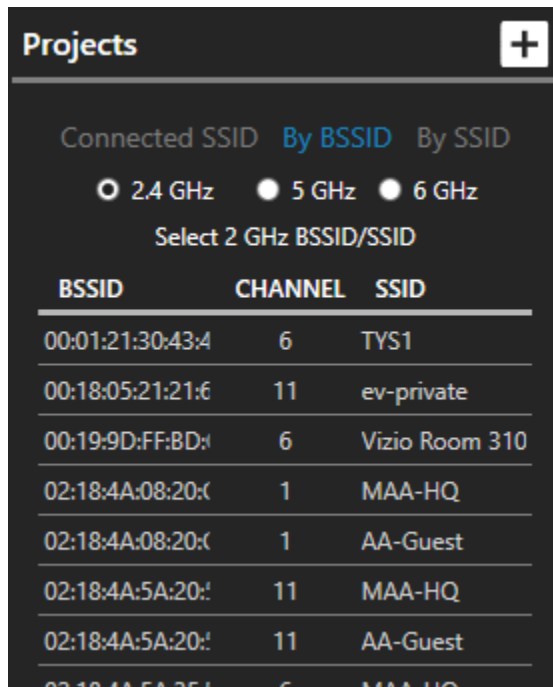 Projects
Connected SSID By BSSID By SSID
2.4 GHz 5 GHz 6 GHz
Select 2 GHz BSSID/SSID
BSSID CHANNEL SSID
00:01:21:30:43:4 6 TYS1
00:18:05:21:21:6 11 ev-private
00:19:9D:FF:BD: 6 Vizio Room 310
02:18:4A:08:20: 1 MAA-HQ
02:18:4A:08:20: 1 AA-Guest
02:18:4A:5A:20: 11 MAA-HQ
02:18:4A:5A:20: 11 AA-Guest